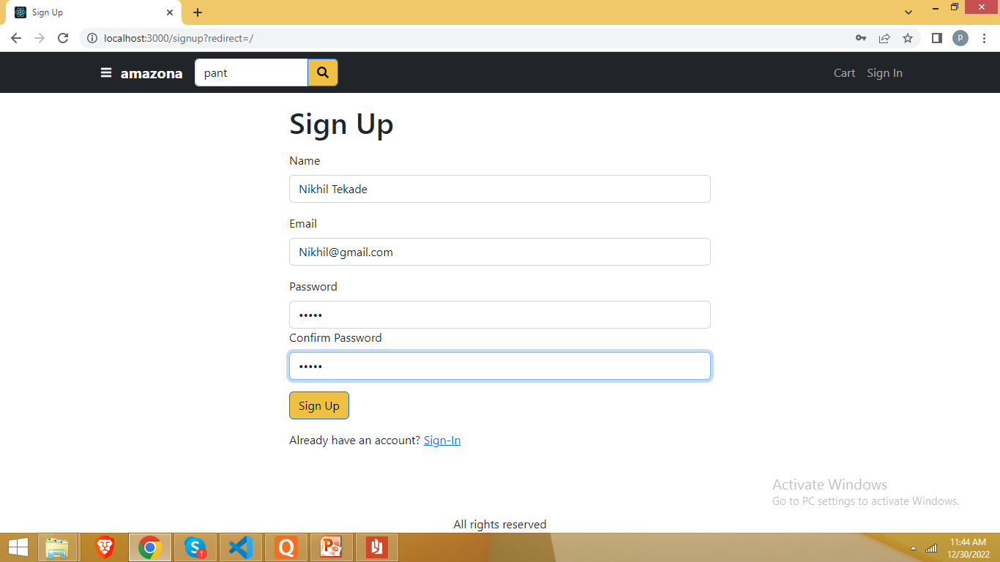 Sign Up
localhost:3000/signup?redirect=/
P
amazona
pant
Cart Sign In
Sign Up
Name
Nikhil Tekade
Email
Nikhil@gmail.com
Password
•••••
Confirm Password
•••••
Sign Up
Already have an account? Sign-In
Activate Windows
Go to PC settings to activate Windows.
All rights reserved
S 1
Q
P
11:44 AM
12/30/2022